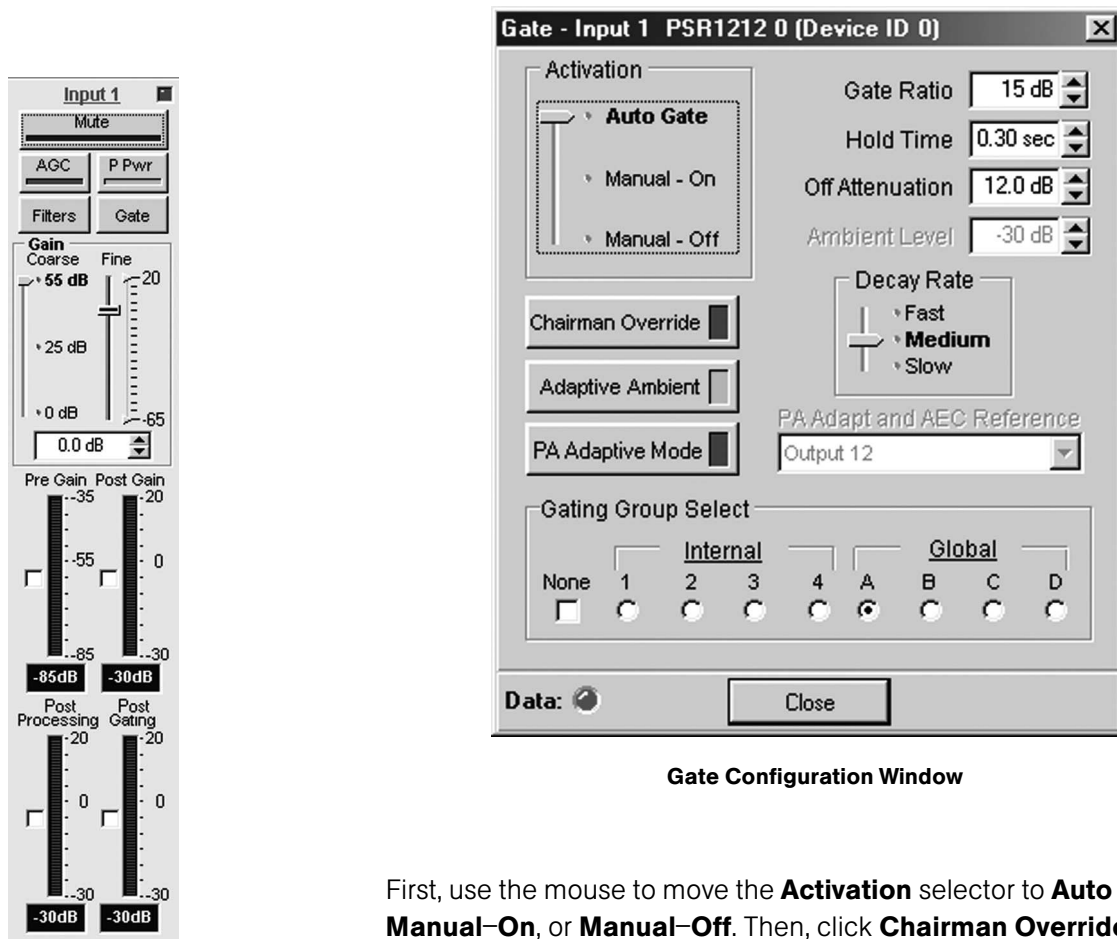 Input 1
Mute
AGC P Pwr
Filters Gate
Gain
Coarse Fine
55 dB 20
25 dB
0 dB -65
0.0 dB
Pre Gain Post Gain
-35 20
-55 0
-85 -30
-85dB -30dB
Post Processing Post Gating
20 20
0 0
-30 -30
-30dB -30dB
Gate - Input 1 PSR1212 0 (Device ID 0)
Activation
Auto Gate
Manual - On
Manual - Off
Gate Ratio 15 dB
Hold Time 0.30 sec
Off Attenuation 12.0 dB
Ambient Level -30 dB
Chairman Override
Adaptive Ambient
PA Adaptive Mode
Decay Rate
Fast
Medium
Slow
PA Adapt and AEC Reference
Output 12
Gating Group Select
Internal Global
None 1 2 3 4 A B C D
Data: Close
Gate Configuration Window
First, use the mouse to move the Activation selector to Auto
Manual–On, or Manual–Off. Then, click Chairman Override